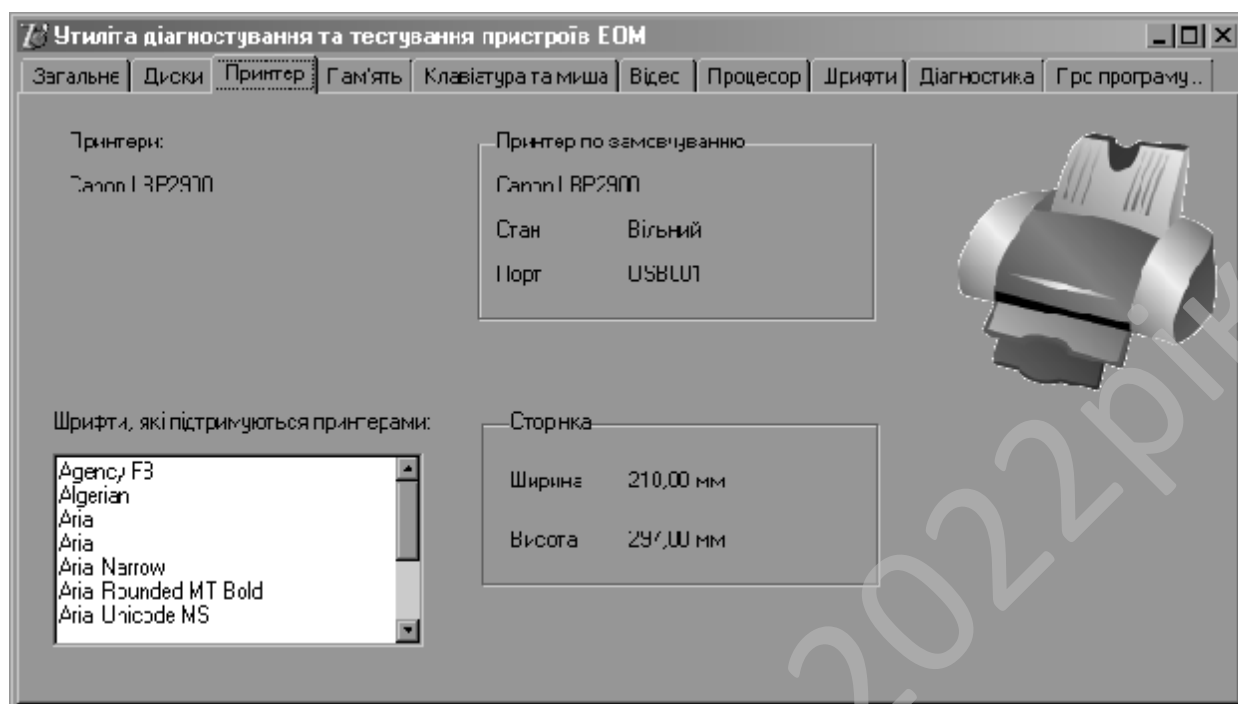 Утиліта діагностування та тестування пристроїв ЕОМ
Загальне Диски Принтер Пам'ять Клавіатура та миша Відео Процесор Шрифти Діагностика Про програму...
Принтери:
Canon LBP2900
Принтер по замовчуванню
Canon LBP2900
Стан Вільний
Порт USB001
Шрифти, які підтримуються принтерами:
Agency FB
Algerian
Arial
Arial
Arial Narrow
Arial Rounded MT Bold
Arial Unicode MS
Сторінка
Ширина 210,00 мм
Висота 297,00 мм
2022рік